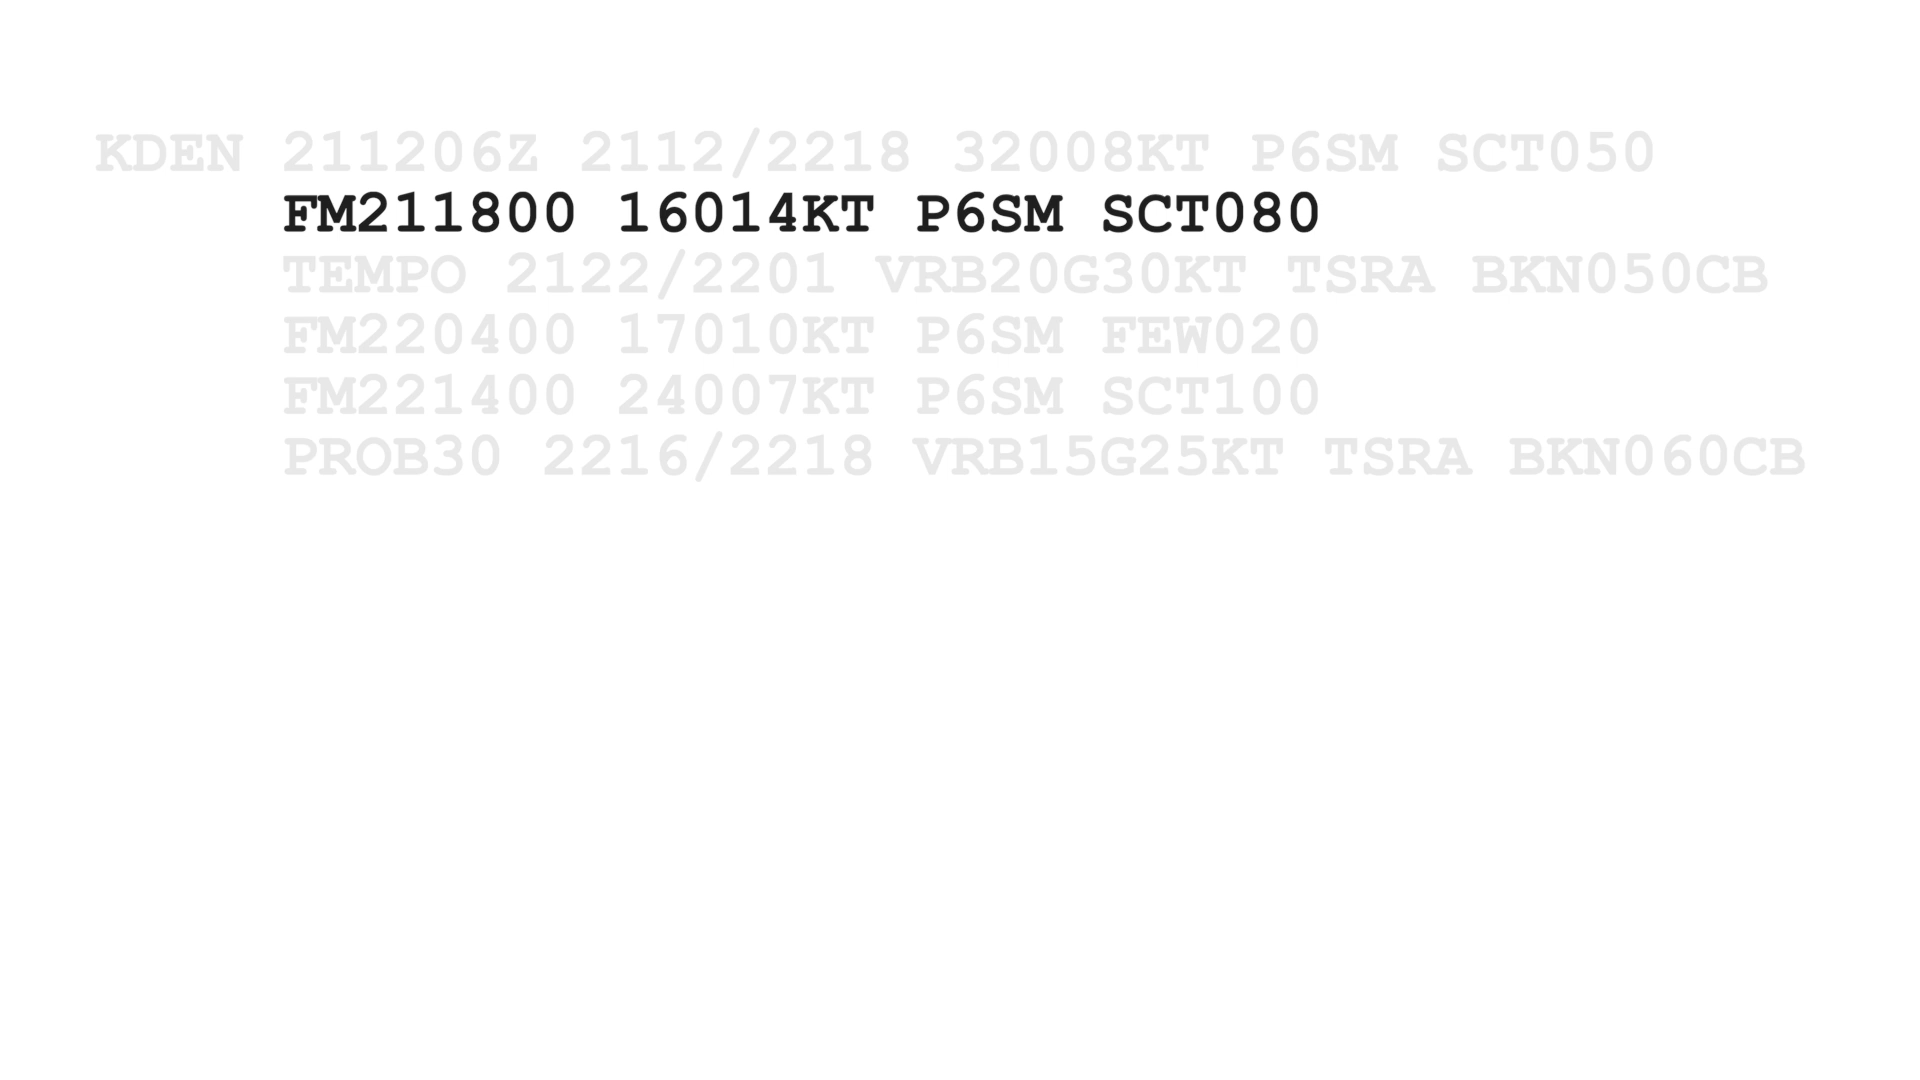 KDEN 211206Z 2112/2218 32008KT P6SM SCT050
FM211800 16014KT P6SM SCT080
TEMPO 2122/2201 VRB20G30KT TSRA BKN050CB
FM220400 17010KT P6SM FEW020
FM221400 24007KT P6SM SCT100
PROB30 2216/2218 VRB15G25KT TSRA BKN060CB